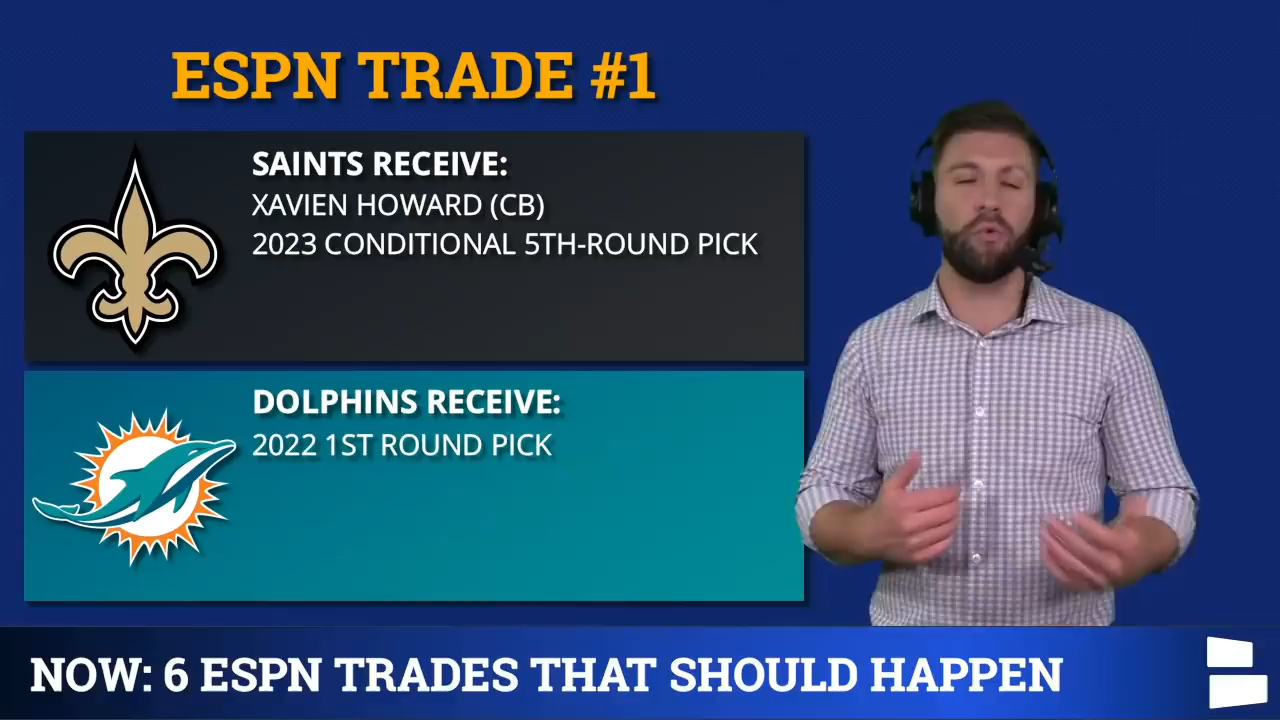 ESPN TRADE #1
SAINTS RECEIVE:
XAVIEN HOWARD (CB)
2023 CONDITIONAL 5TH-ROUND PICK
DOLPHINS RECEIVE:
2022 1ST ROUND PICK
NOW: 6 ESPN TRADES THAT SHOULD HAPPEN